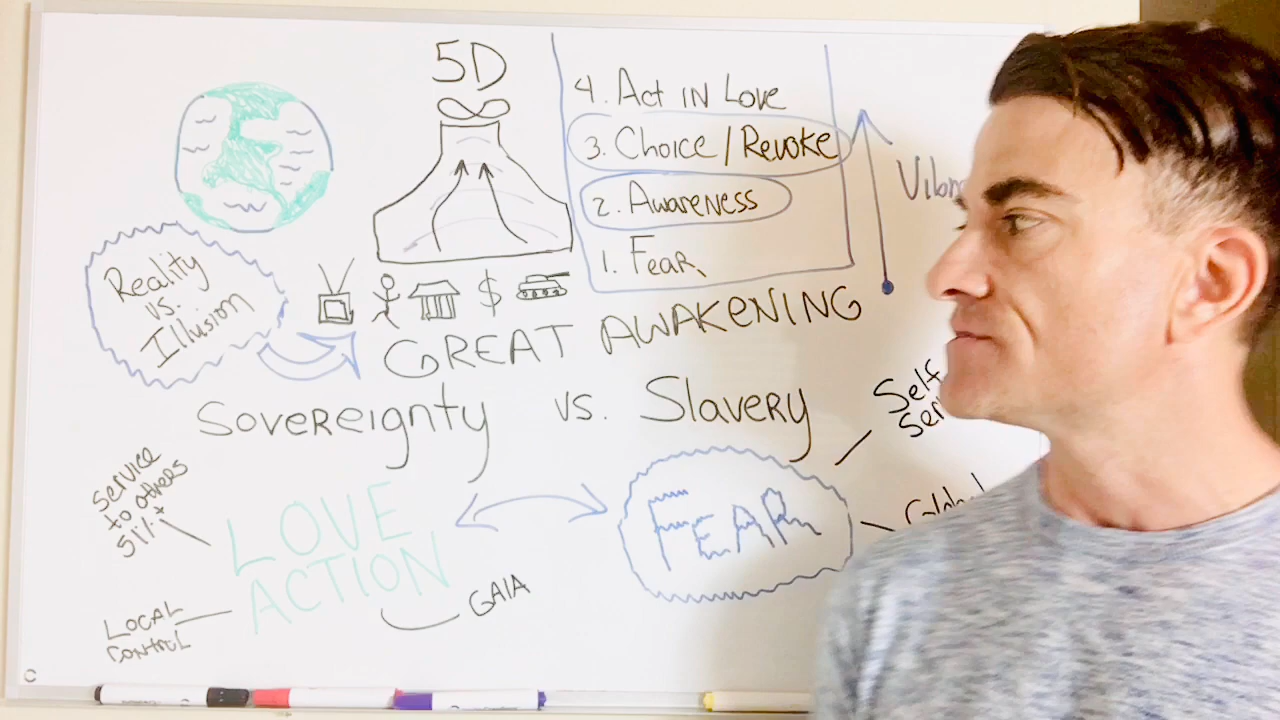 5D
4. Act IN Love
3. Choice / Revoke
2. Awareness
1. Fear
Reality
vs.
Illusion
$
GREAT AWAKENING
Sovereignty vs. Slavery
Self
Service
to others
51%+
LOVE
ACTION
FEAR
GAIA
LOCAL
control